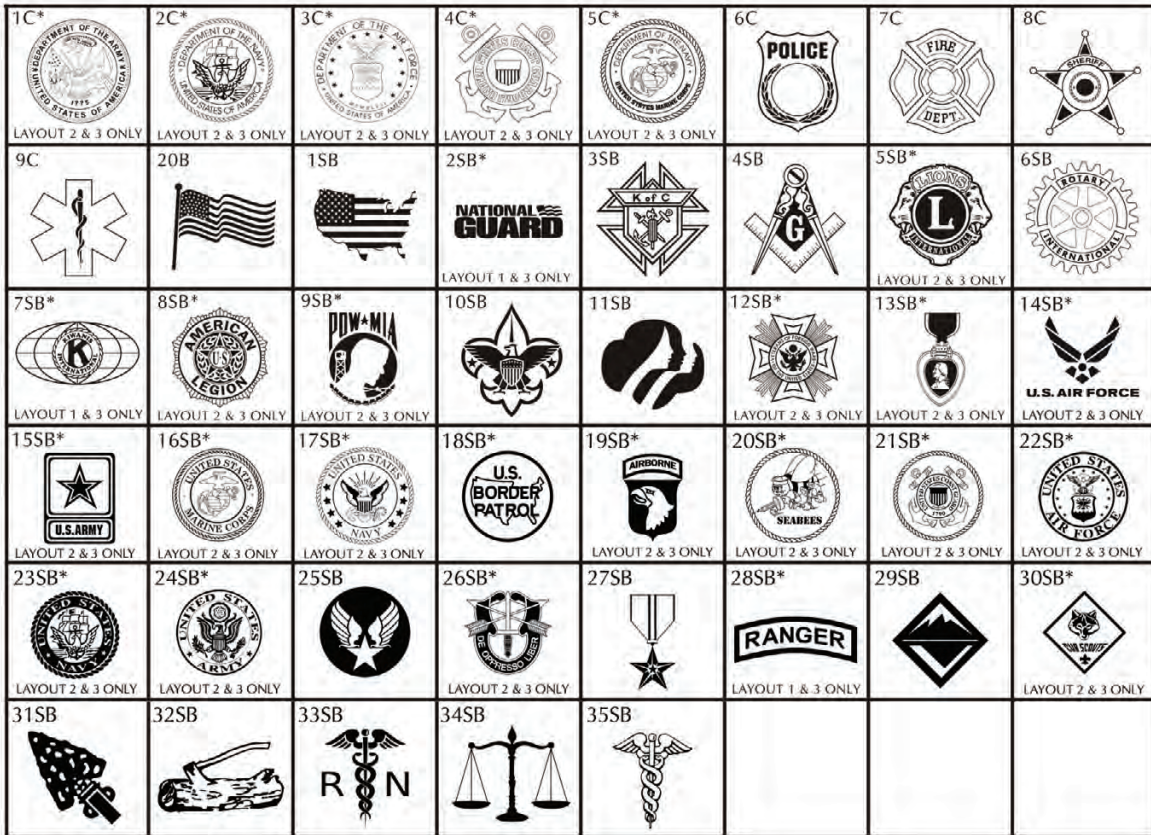 1C*
DEPARTMENT OF THE ARMY
UNITED STATES OF AMERICA
1775
LAYOUT 2 & 3 ONLY
2C*
DEPARTMENT OF THE NAVY
UNITED STATES OF AMERICA
LAYOUT 2 & 3 ONLY
3C*
DEPARTMENT OF THE AIR FORCE
UNITED STATES OF AMERICA
LAYOUT 2 & 3 ONLY
4C*
LAYOUT 2 & 3 ONLY
5C*
DEPARTMENT OF THE NAVY
UNITED STATES MARINE CORPS
LAYOUT 2 & 3 ONLY
6C
POLICE
7C
FIRE
DEPT.
8C
SHERIFF
9C
20B
1SB
2SB*
NATIONAL
GUARD
LAYOUT 1 & 3 ONLY
3SB
K of C
4SB
G
5SB*
LIONS
L
INTERNATIONAL
LAYOUT 2 & 3 ONLY
6SB
ROTARY
INTERNATIONAL
7SB*
KIWANIS
K
INTERNATIONAL
LAYOUT 1 & 3 ONLY
8SB*
AMERICAN
US
LEGION
LAYOUT 2 & 3 ONLY
9SB*
POW★MIA
LAYOUT 2 & 3 ONLY
10SB
11SB
12SB*
LAYOUT 2 & 3 ONLY
13SB*
LAYOUT 2 & 3 ONLY
14SB*
U.S. AIR FORCE
LAYOUT 2 & 3 ONLY
15SB*
U.S. ARMY
LAYOUT 2 & 3 ONLY
16SB*
UNITED STATES
MARINE CORPS
LAYOUT 2 & 3 ONLY
17SB*
UNITED STATES
NAVY
LAYOUT 2 & 3 ONLY
18SB*
U.S.
BORDER
PATROL
19SB*
AIRBORNE
LAYOUT 2 & 3 ONLY
20SB*
SEABEES
LAYOUT 2 & 3 ONLY
21SB*
1790
LAYOUT 2 & 3 ONLY
22SB*
UNITED STATES
AIR FORCE
LAYOUT 2 & 3 ONLY
23SB*
UNITED STATES
NAVY
LAYOUT 2 & 3 ONLY
24SB*
UNITED STATES
ARMY
LAYOUT 2 & 3 ONLY
25SB
26SB*
DE OPPRESSO LIBER
LAYOUT 2 & 3 ONLY
27SB
28SB*
RANGER
LAYOUT 1 & 3 ONLY
29SB
30SB*
CUB SCOUTS
LAYOUT 2 & 3 ONLY
31SB
32SB
33SB
R N
34SB
35SB